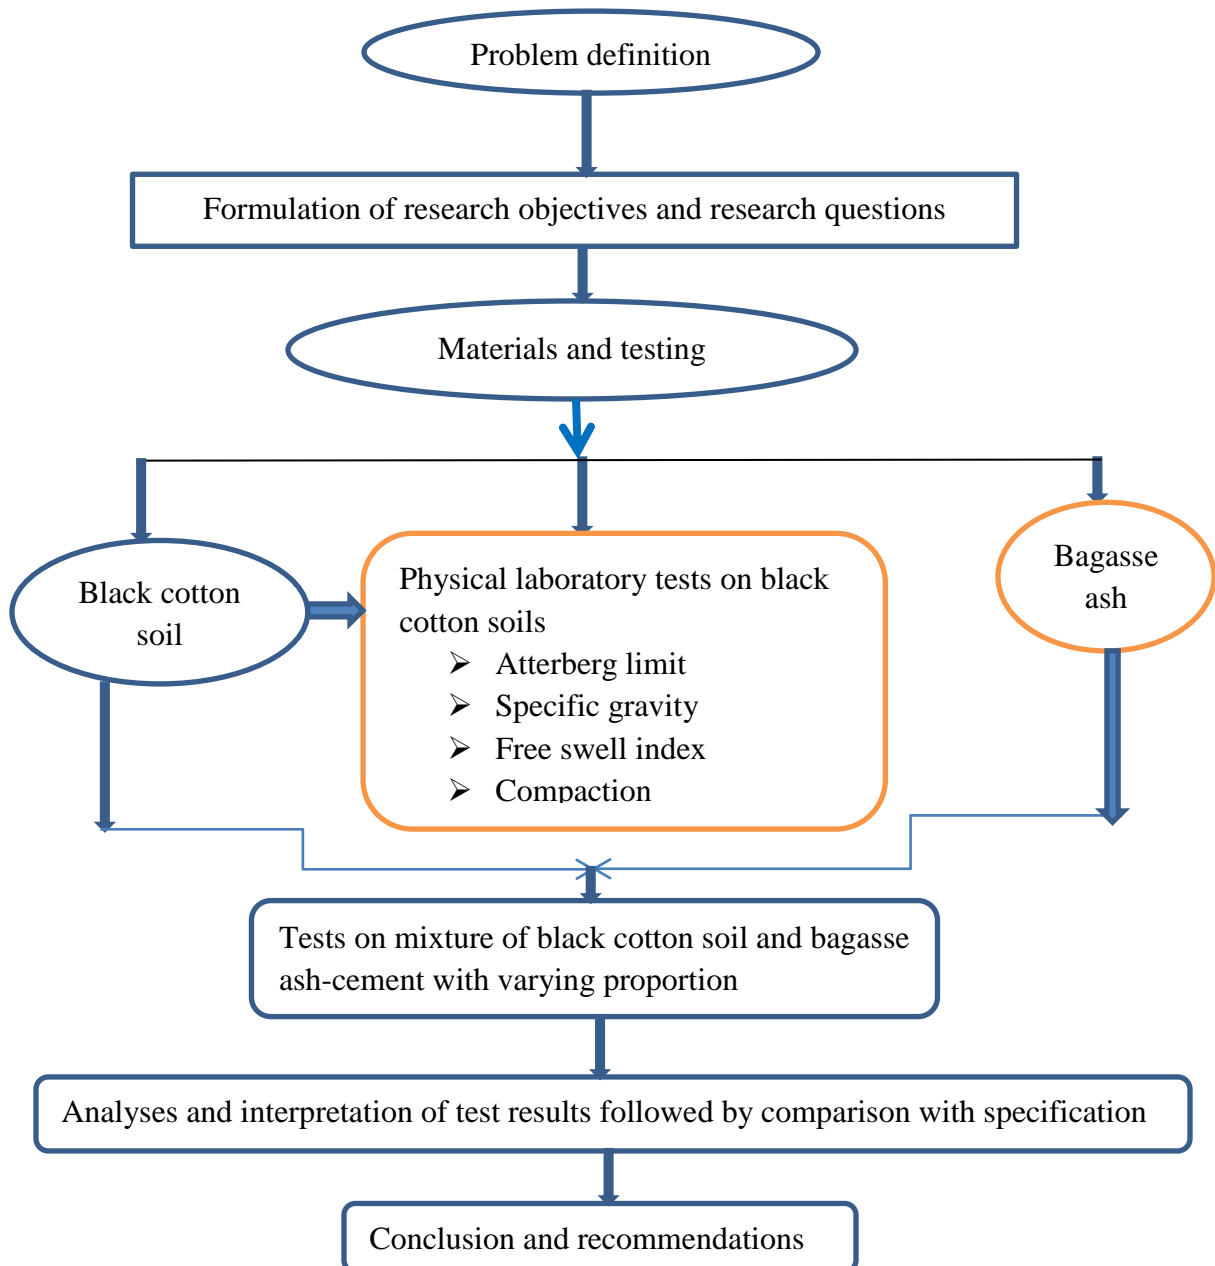 Problem definition
Formulation of research objectives and research questions
Materials and testing
Black cotton
soil
Physical laboratory tests on black
cotton soils
➢ Atterberg limit
➢ Specific gravity
➢ Free swell index
➢ Compaction
Bagasse
ash
Tests on mixture of black cotton soil and bagasse
ash-cement with varying proportion
Analyses and interpretation of test results followed by comparison with specification
Conclusion and recommendations